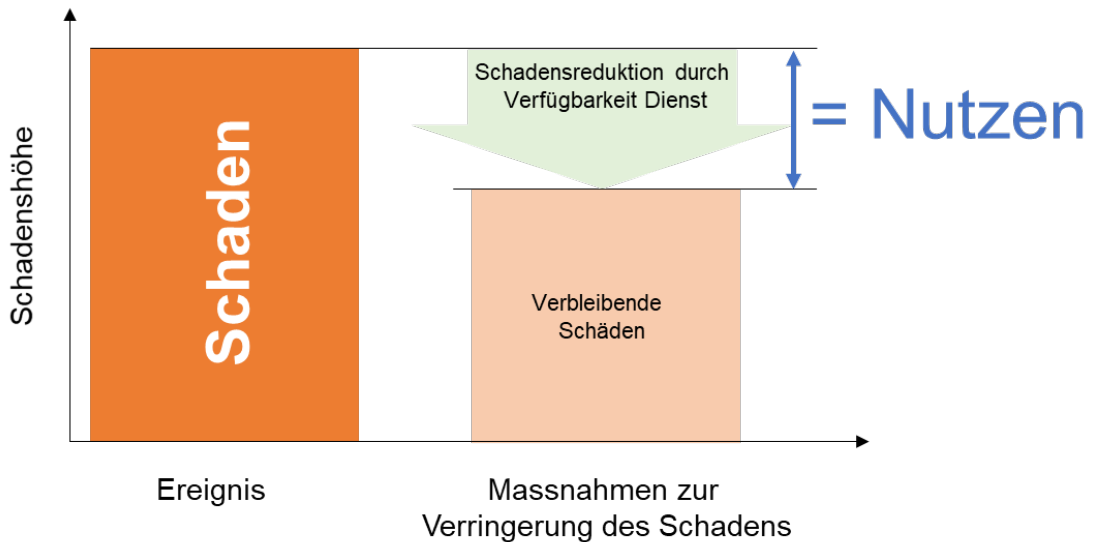 Schadenshöhe
Schaden
Schadensreduktion durch
Verfügbarkeit Dienst
= Nutzen
Verbleibende
Schäden
Ereignis
Massnahmen zur
Verringerung des Schadens